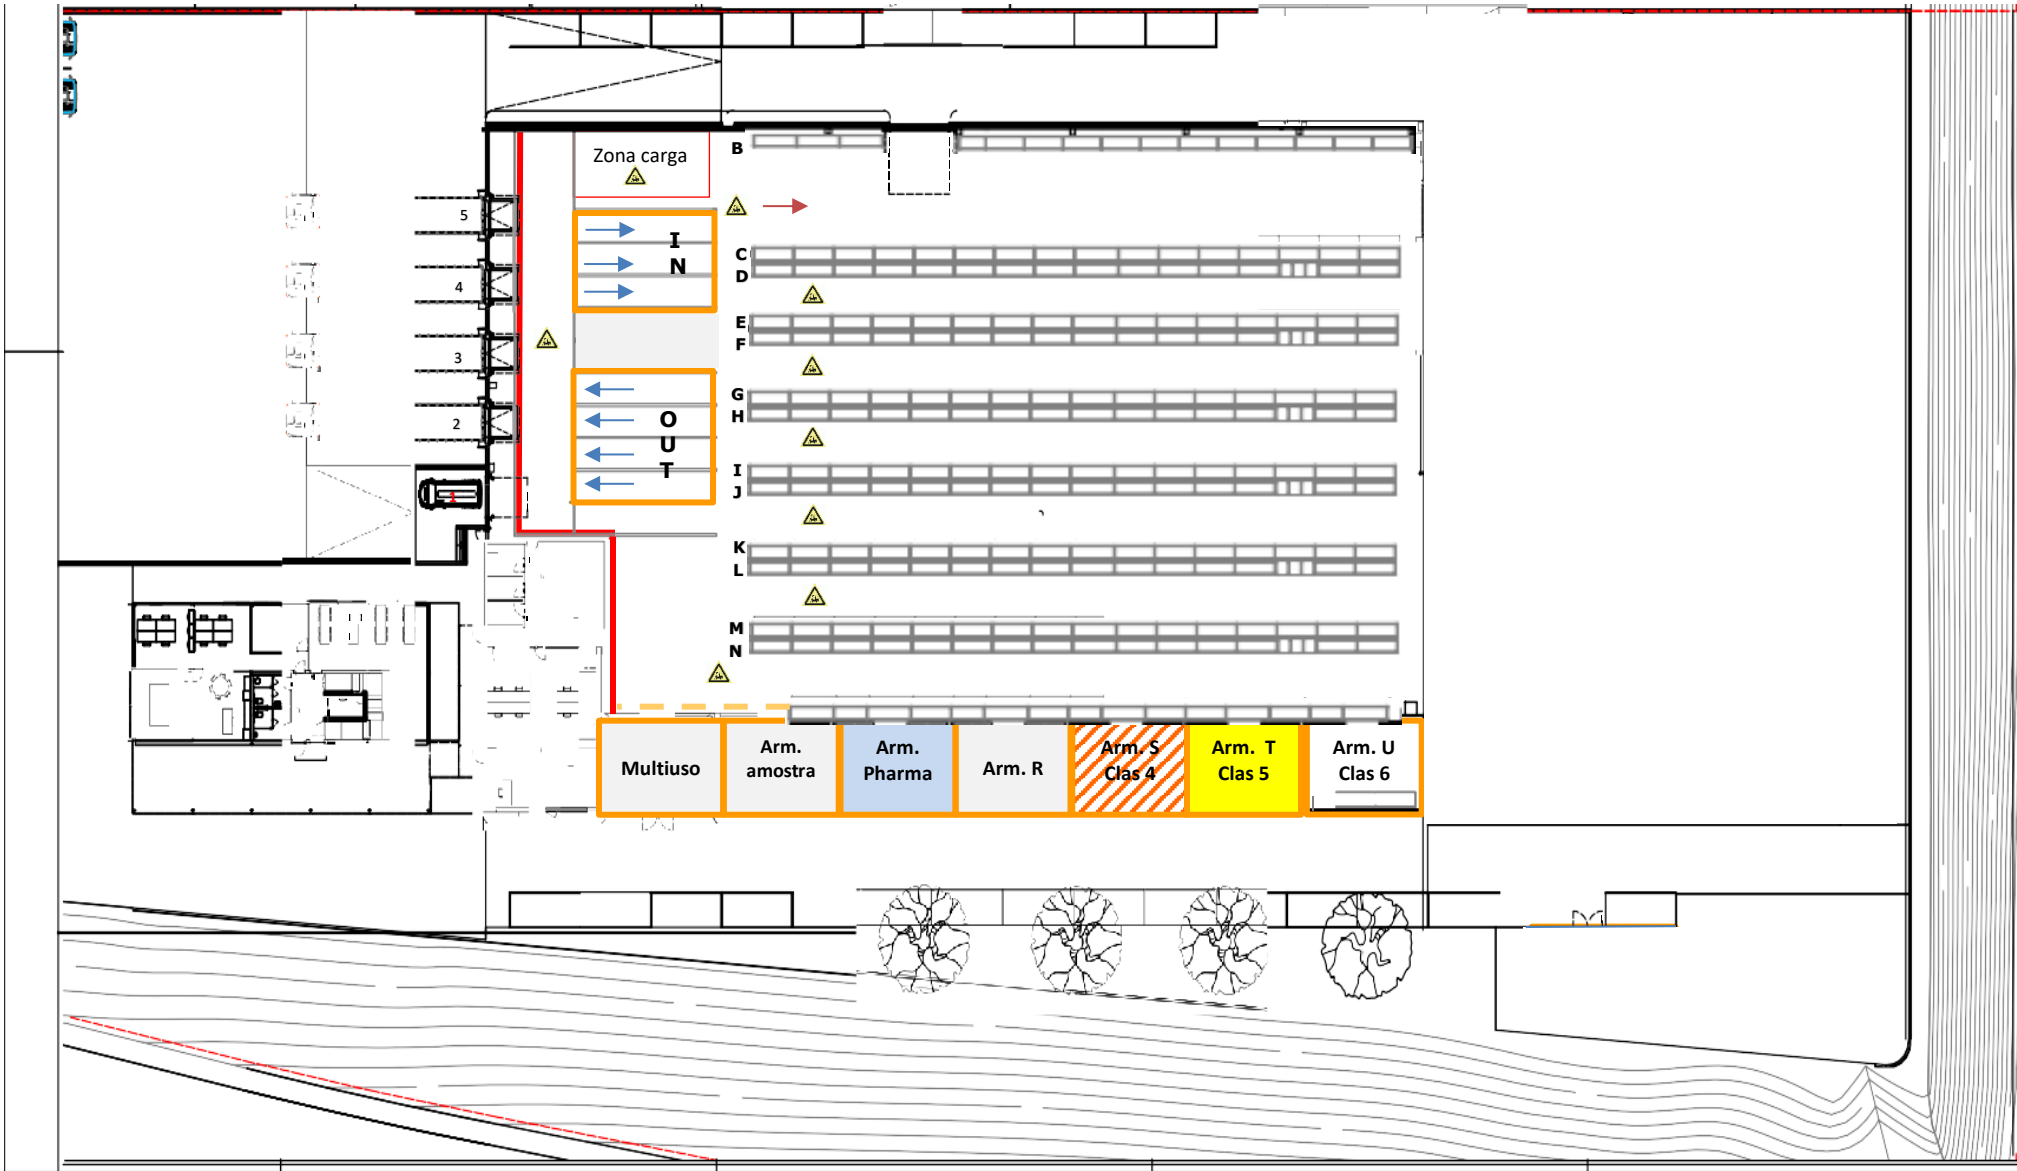 Zona carga
B
5
I
N
C
D
4
E
F
3
G
H
2
O
U
T
I
J
1
K
L
M
N
Multiuso
Arm.
amostra
Arm.
Pharma
Arm. R
Arm. S
Clas 4
Arm. T
Clas 5
Arm. U
Clas 6